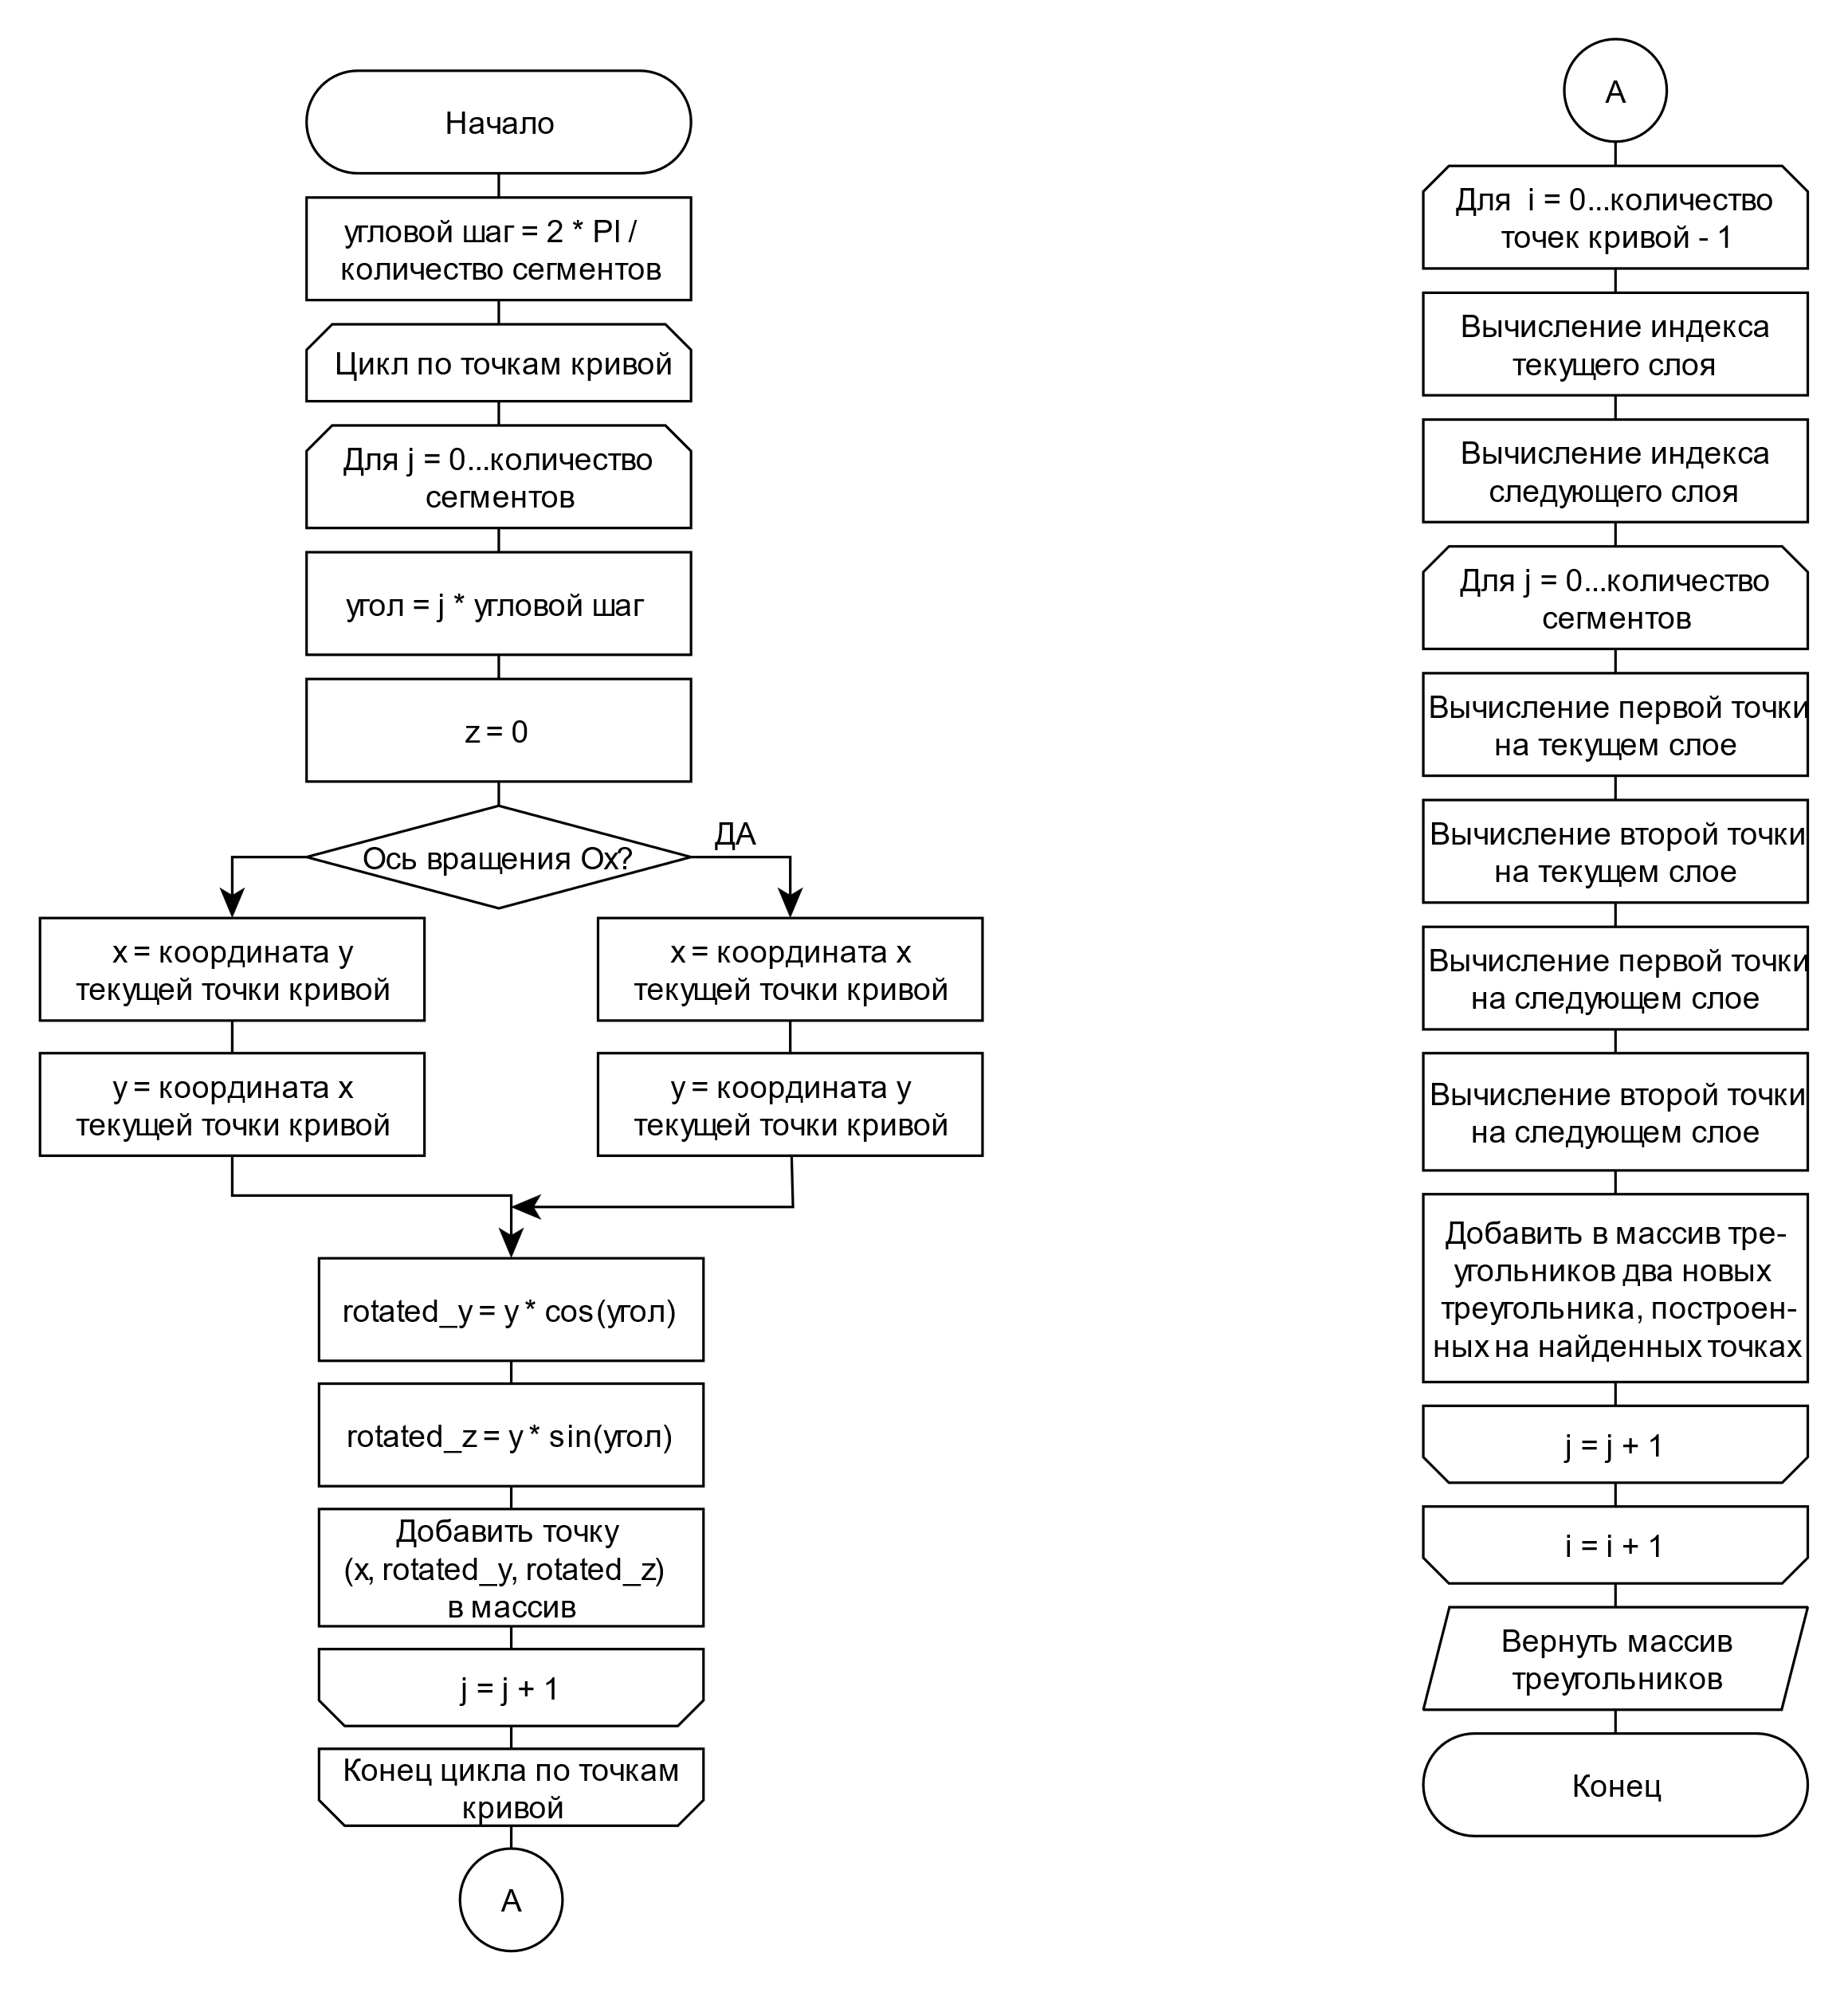 Начало
угловой шаг = 2 * PI /
количество сегментов
Цикл по точкам кривой
Для j = 0...количество
сегментов
угол = j * угловой шаг
z = 0
Ось вращения Ox?
ДА
x = координата y
текущей точки кривой
x = координата x
текущей точки кривой
y = координата x
текущей точки кривой
y = координата y
текущей точки кривой
rotated_y = y * cos(угол)
rotated_z = y * sin(угол)
Добавить точку
(x, rotated_y, rotated_z)
в массив
j = j + 1
Конец цикла по точкам
кривой
А
А
Для i = 0...количество
точек кривой - 1
Вычисление индекса
текущего слоя
Вычисление индекса
следующего слоя
Для j = 0...количество
сегментов
Вычисление первой точки
на текущем слое
Вычисление второй точки
на текущем слое
Вычисление первой точки
на следующем слое
Вычисление второй точки
на следующем слое
Добавить в массив тре-
угольников два новых
треугольника, построен-
ных на найденных точках
j = j + 1
i = i + 1
Вернуть массив
треугольников
Конец